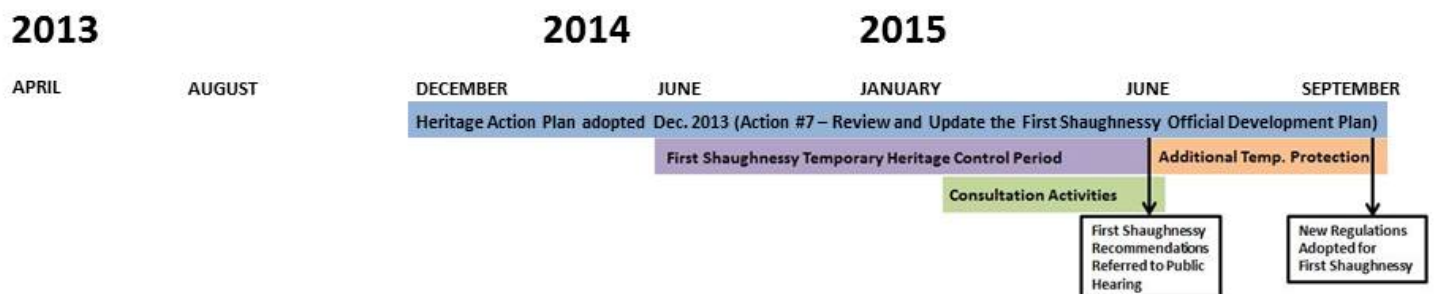 2013 2014 2015
APRIL AUGUST DECEMBER JUNE JANUARY JUNE SEPTEMBER
Heritage Action Plan adopted Dec. 2013 (Action #7 – Review and Update the First Shaughnessy Official Development Plan)
First Shaughnessy Temporary Heritage Control Period Additional Temp. Protection
Consultation Activities
First Shaughnessy
Recommendations
Referred to Public
Hearing
New Regulations
Adopted for
First Shaughnessy